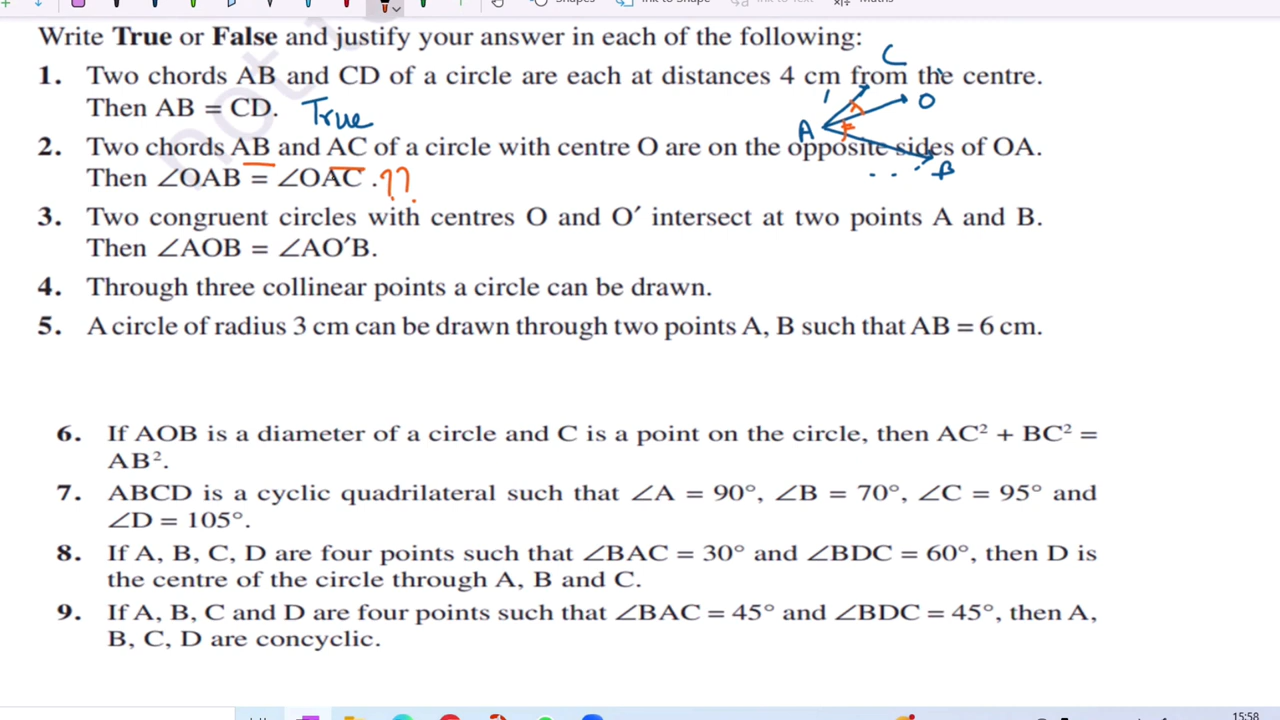 Shapes Ink to Shape Ink to Text Maths
Write True or False and justify your answer in each of the following:
C
1. Two chords AB and CD of a circle are each at distances 4 cm from the centre.
O
Then AB = CD. True
A
2. Two chords AB and AC of a circle with centre O are on the opposite sides of OA.
B
Then ∠OAB = ∠OAC . ??
3. Two congruent circles with centres O and O′ intersect at two points A and B.
Then ∠AOB = ∠AO′B.
4. Through three collinear points a circle can be drawn.
5. A circle of radius 3 cm can be drawn through two points A, B such that AB = 6 cm.
6. If AOB is a diameter of a circle and C is a point on the circle, then AC² + BC² =
AB².
7. ABCD is a cyclic quadrilateral such that ∠A = 90°, ∠B = 70°, ∠C = 95° and
∠D = 105°.
8. If A, B, C, D are four points such that ∠BAC = 30° and ∠BDC = 60°, then D is
the centre of the circle through A, B and C.
9. If A, B, C and D are four points such that ∠BAC = 45° and ∠BDC = 45°, then A,
B, C, D are concyclic.
15:58